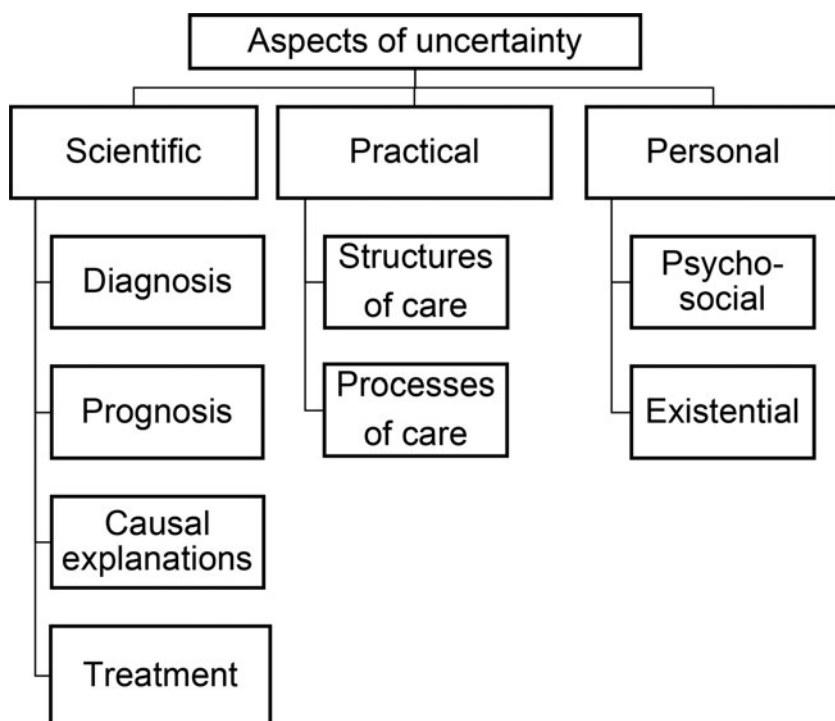 Aspects of uncertainty
Scientific
Practical
Personal
Diagnosis
Structures
of care
Psycho-
social
Prognosis
Processes
of care
Existential
Causal
explanations
Treatment